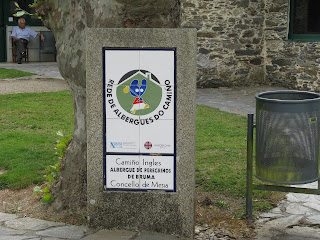 REDE DE ALBERGUES DO CAMIÑO
Camiño Inglés
ALBERGUE DE PEREGRINOS
DE BRUMA
Concello de Mesía